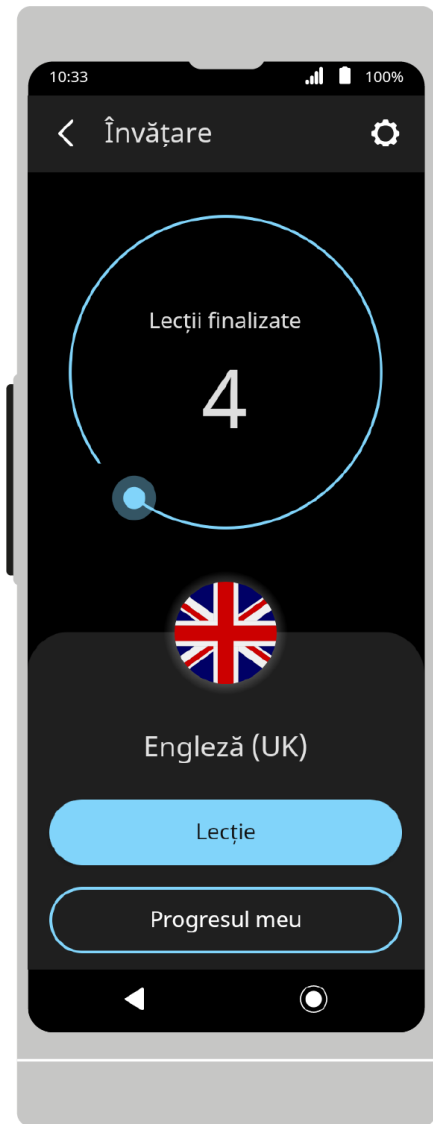 10:33
100%
Învățare
Lecții finalizate
4
Engleză (UK)
Lecție
Progresul meu